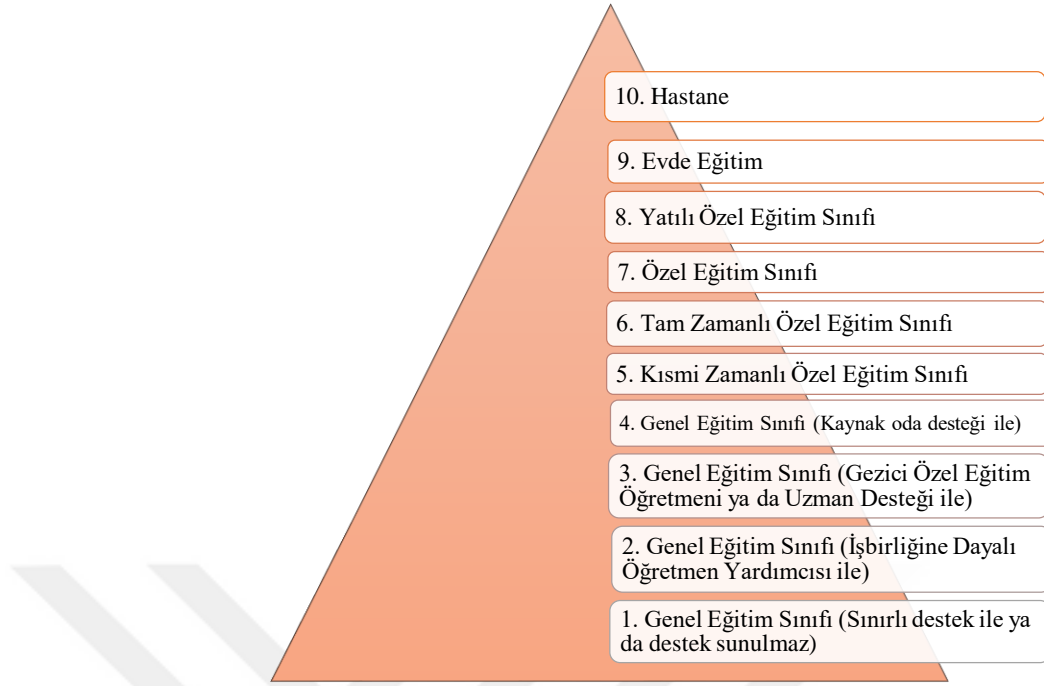 10. Hastane
9. Evde Eğitim
8. Yatılı Özel Eğitim Sınıfı
7. Özel Eğitim Sınıfı
6. Tam Zamanlı Özel Eğitim Sınıfı
5. Kısmi Zamanlı Özel Eğitim Sınıfı
4. Genel Eğitim Sınıfı (Kaynak oda desteği ile)
3. Genel Eğitim Sınıfı (Gezici Özel Eğitim
Öğretmeni ya da Uzman Desteği ile)
2. Genel Eğitim Sınıfı (İşbirliğine Dayalı
Öğretmen Yardımcısı ile)
1. Genel Eğitim Sınıfı (Sınırlı destek ile ya
da destek sunulmaz)